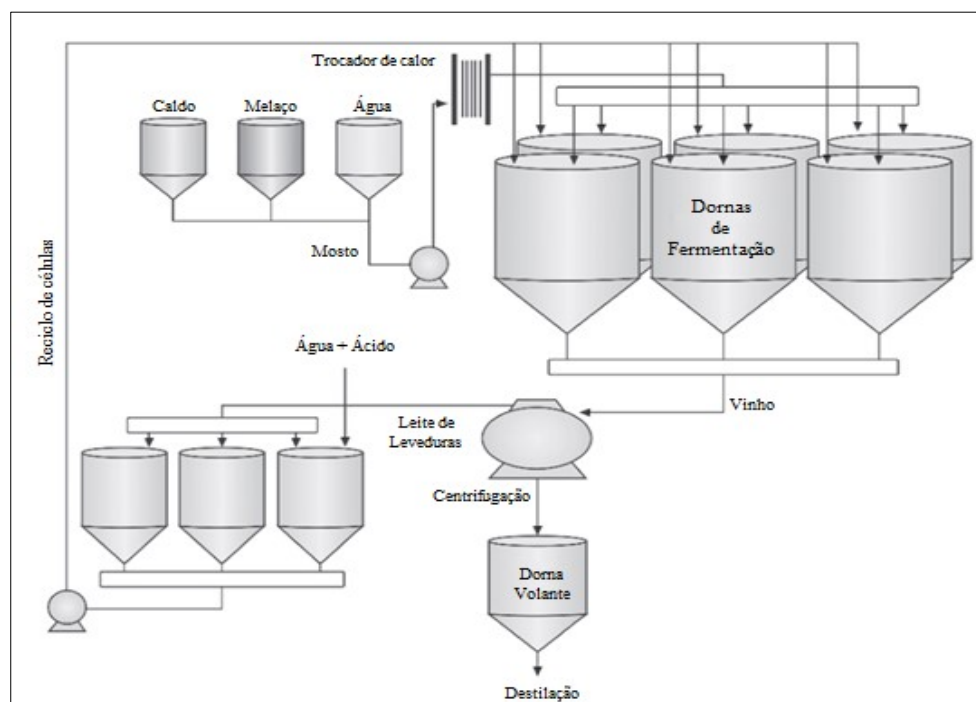 Trocador de calor
Caldo
Melaço
Água
Dornas
de
Fermentação
Mosto
Reciclo de células
Água + Ácido
Vinho
Leite de
Leveduras
Centrifugação
Dorna
Volante
Destilação